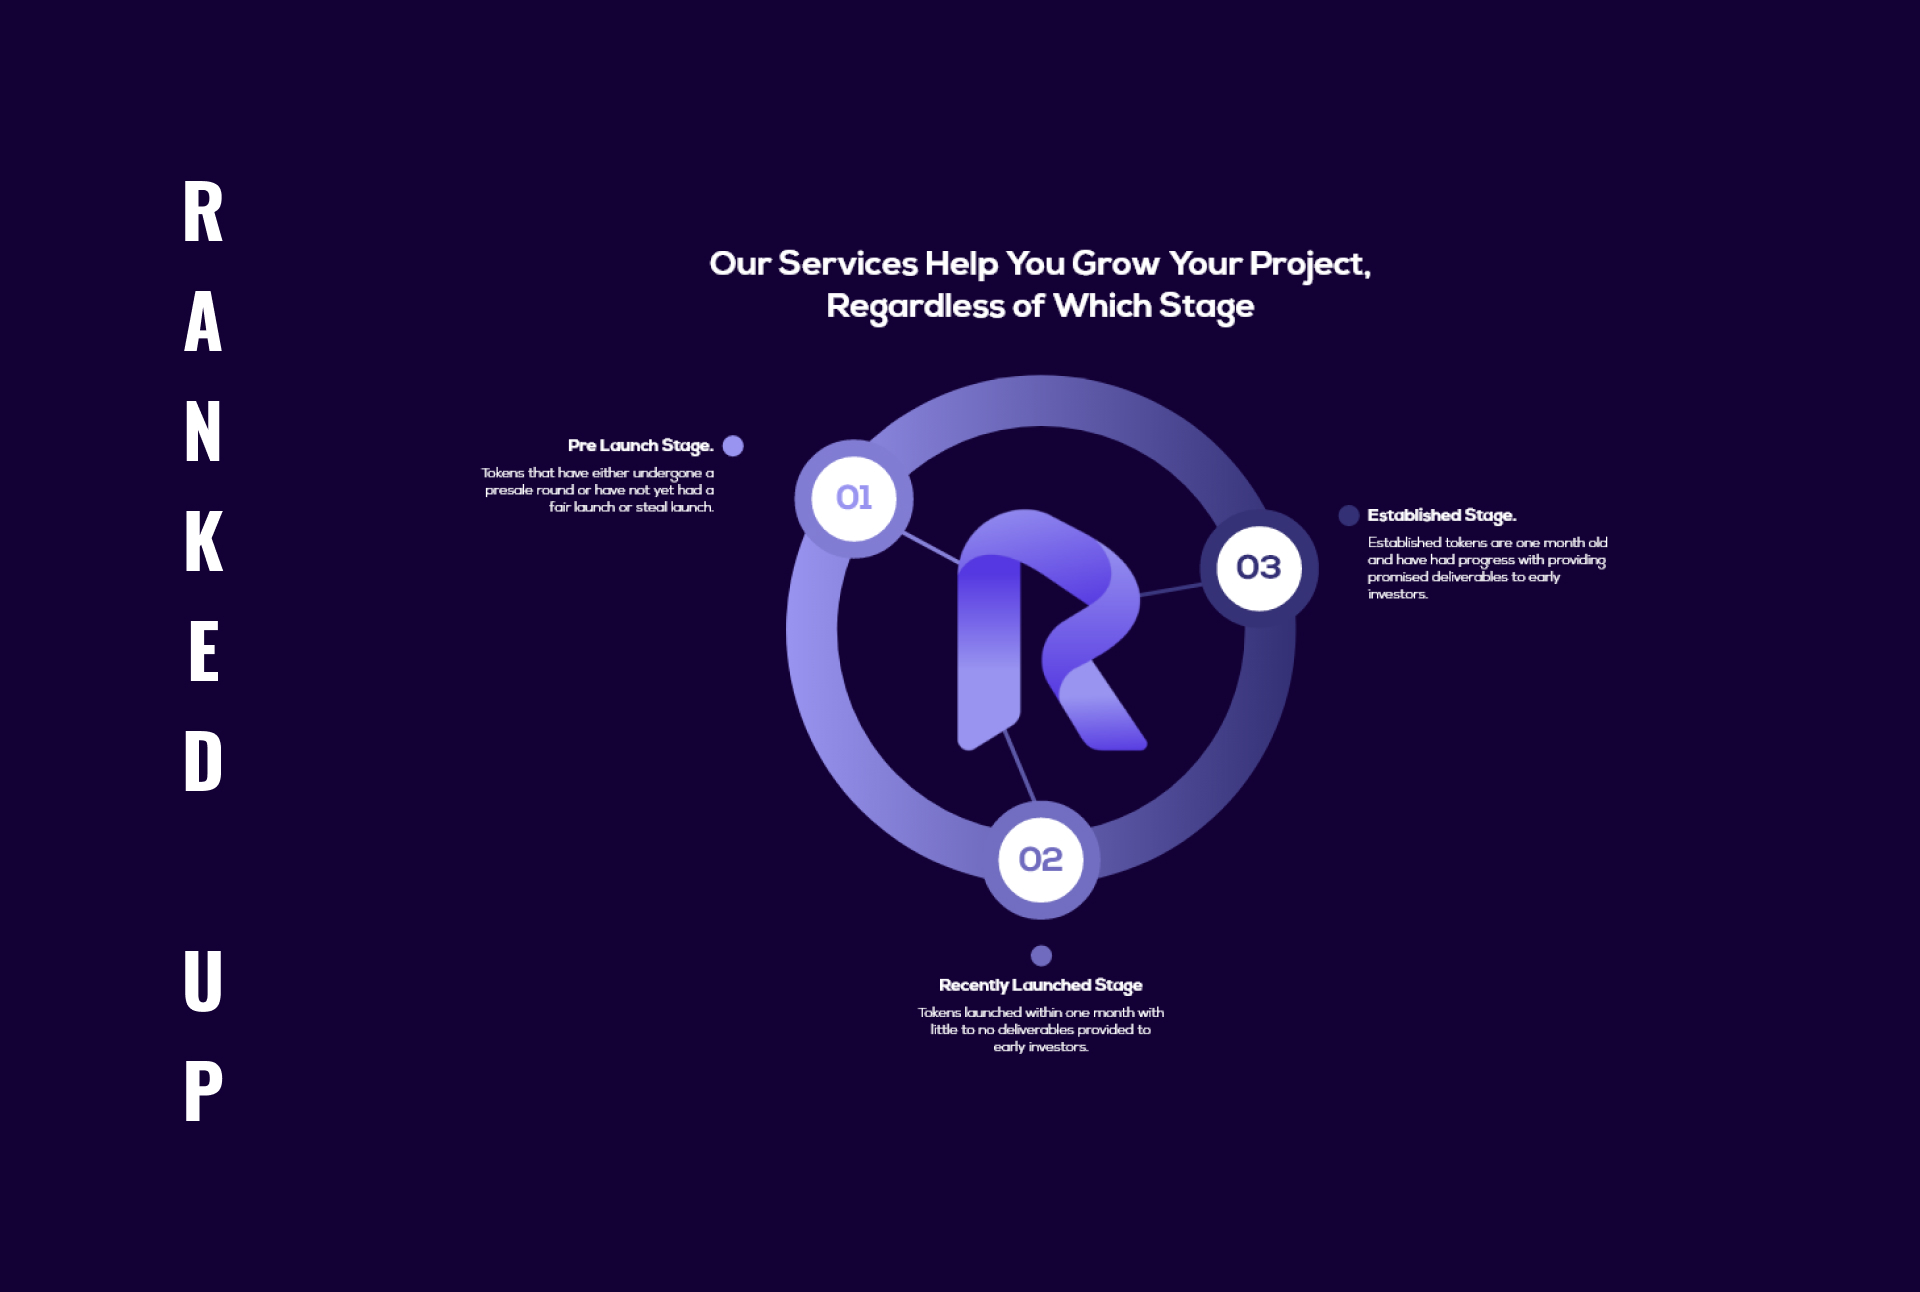 R
A
N
K
E
D
U
P
Our Services Help You Grow Your Project,
Regardless of Which Stage
Pre Launch Stage.
Tokens that have either undergone a
presale round or have not yet had a
fair launch or steal launch.
01
Established Stage.
Established tokens are one month old
and have had progress with providing
promised deliverables to early
investors.
03
R
02
Recently Launched Stage
Tokens launched within one month with
little to no deliverables provided to
early investors.